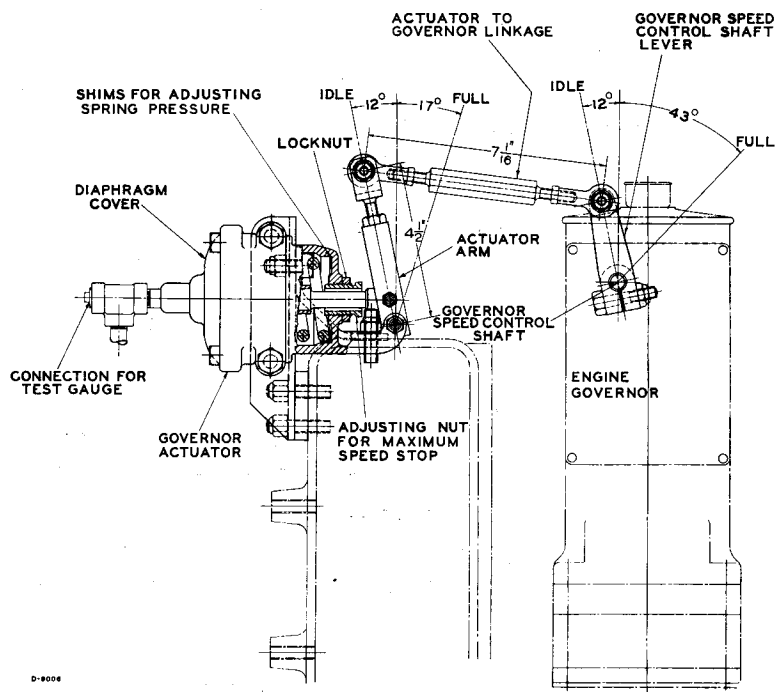 ACTUATOR TO
GOVERNOR LINKAGE
GOVERNOR SPEED
CONTROL SHAFT
LEVER
SHIMS FOR ADJUSTING
SPRING PRESSURE
IDLE
12°
17°
FULL
IDLE
12°
43°
FULL
LOCKNUT
7 1/16"
DIAPHRAGM
COVER
4 1/2"
ACTUATOR
ARM
GOVERNOR
SPEED CONTROL
SHAFT
CONNECTION FOR
TEST GAUGE
ENGINE
GOVERNOR
GOVERNOR
ACTUATOR
ADJUSTING NUT
FOR MAXIMUM
SPEED STOP
D-9006